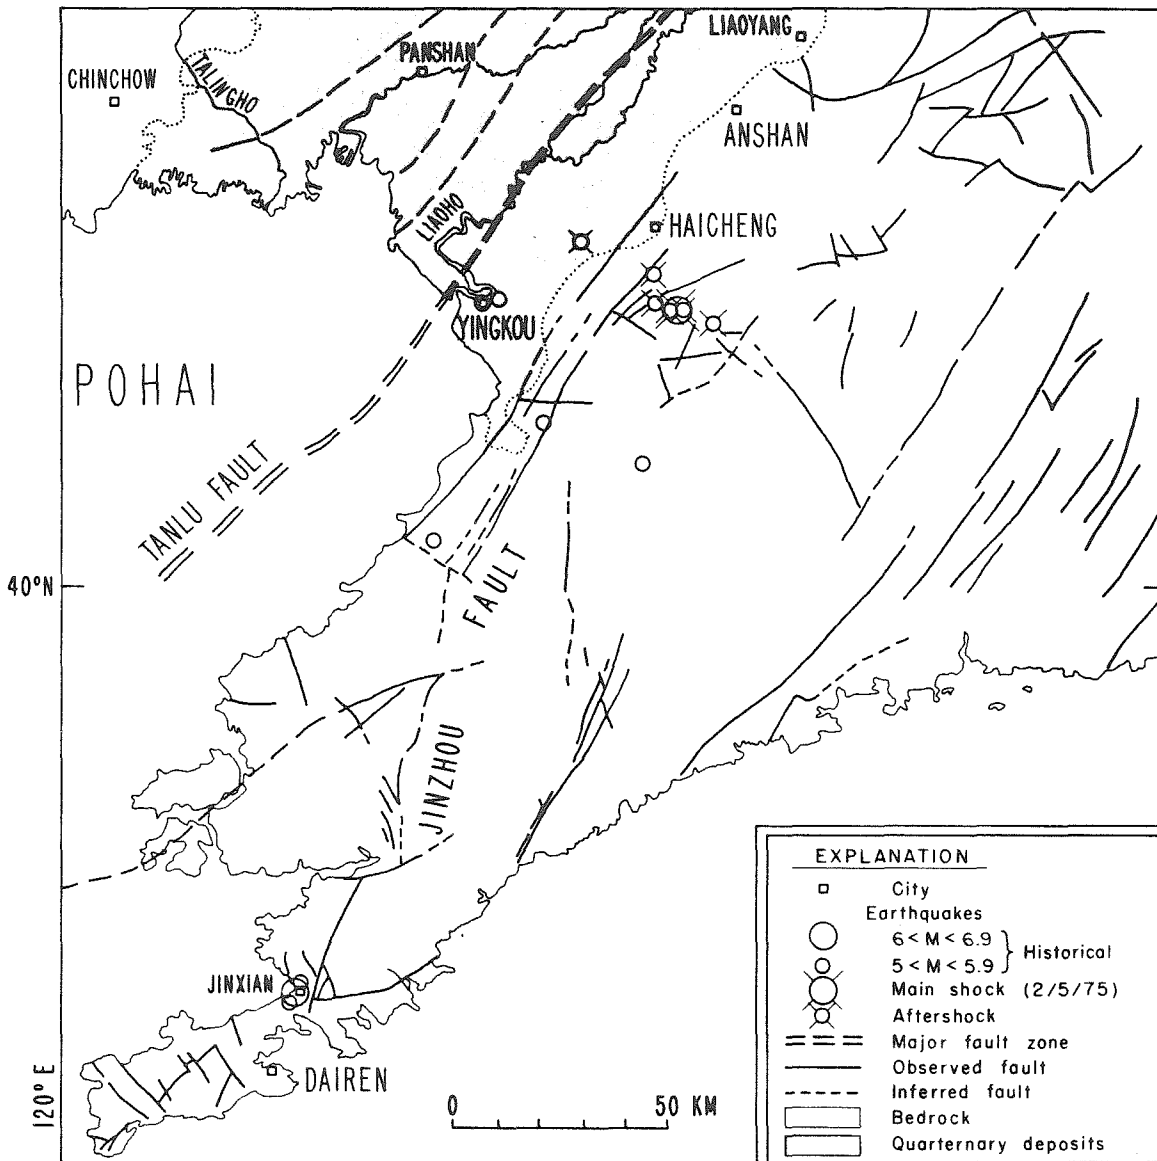 LIAOYANG
PANSHAN
CHINCHOW
TALINGHO
ANSHAN
LIAOHO
HAICHENG
YINGKOU
POHAI
TANLU FAULT
40°N
FAULT
JINZHOU
JINXIAN
DAIREN
120°E
0 50 KM
EXPLANATION
City
Earthquakes
6 < M < 6.9
Historical
5 < M < 5.9
Main shock (2/5/75)
Aftershock
Major fault zone
Observed fault
Inferred fault
Bedrock
Quarternary deposits